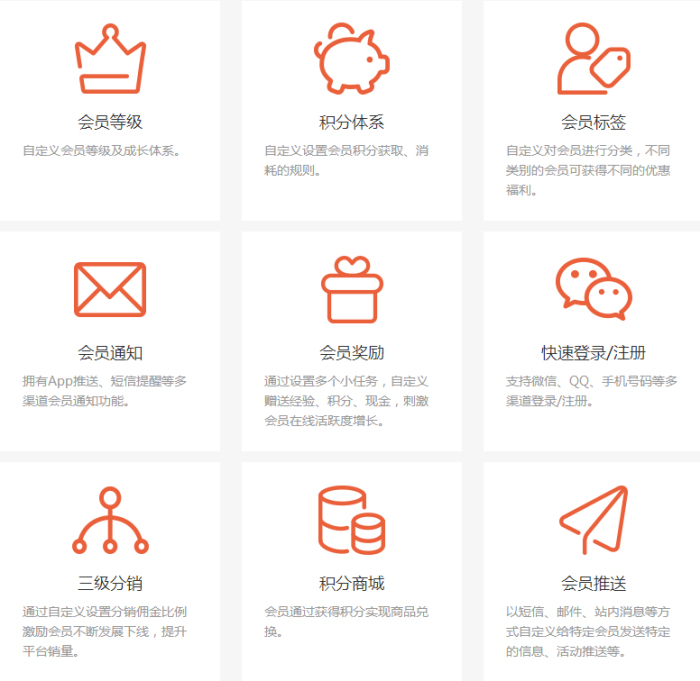 会员等级
自定义会员等级及成长体系。
积分体系
自定义设置会员积分获取、消
耗的规则。
会员标签
自定义对会员进行分类，不同
类别的会员可获得不同的优惠
福利。
会员通知
拥有App推送、短信提醒等多
渠道会员通知功能。
会员奖励
通过设置多个小任务，自定义
赠送经验、积分、现金，刺激
会员在线活跃度增长。
快速登录/注册
支持微信、QQ、手机号码等多
渠道登录/注册。
三级分销
通过自定义设置分销佣金比例
激励会员不断发展下线，提升
平台销量。
积分商城
会员通过获得积分实现商品兑
换。
会员推送
以短信、邮件、站内消息等方
式自定义给特定会员发送特定
的信息、活动推送等。